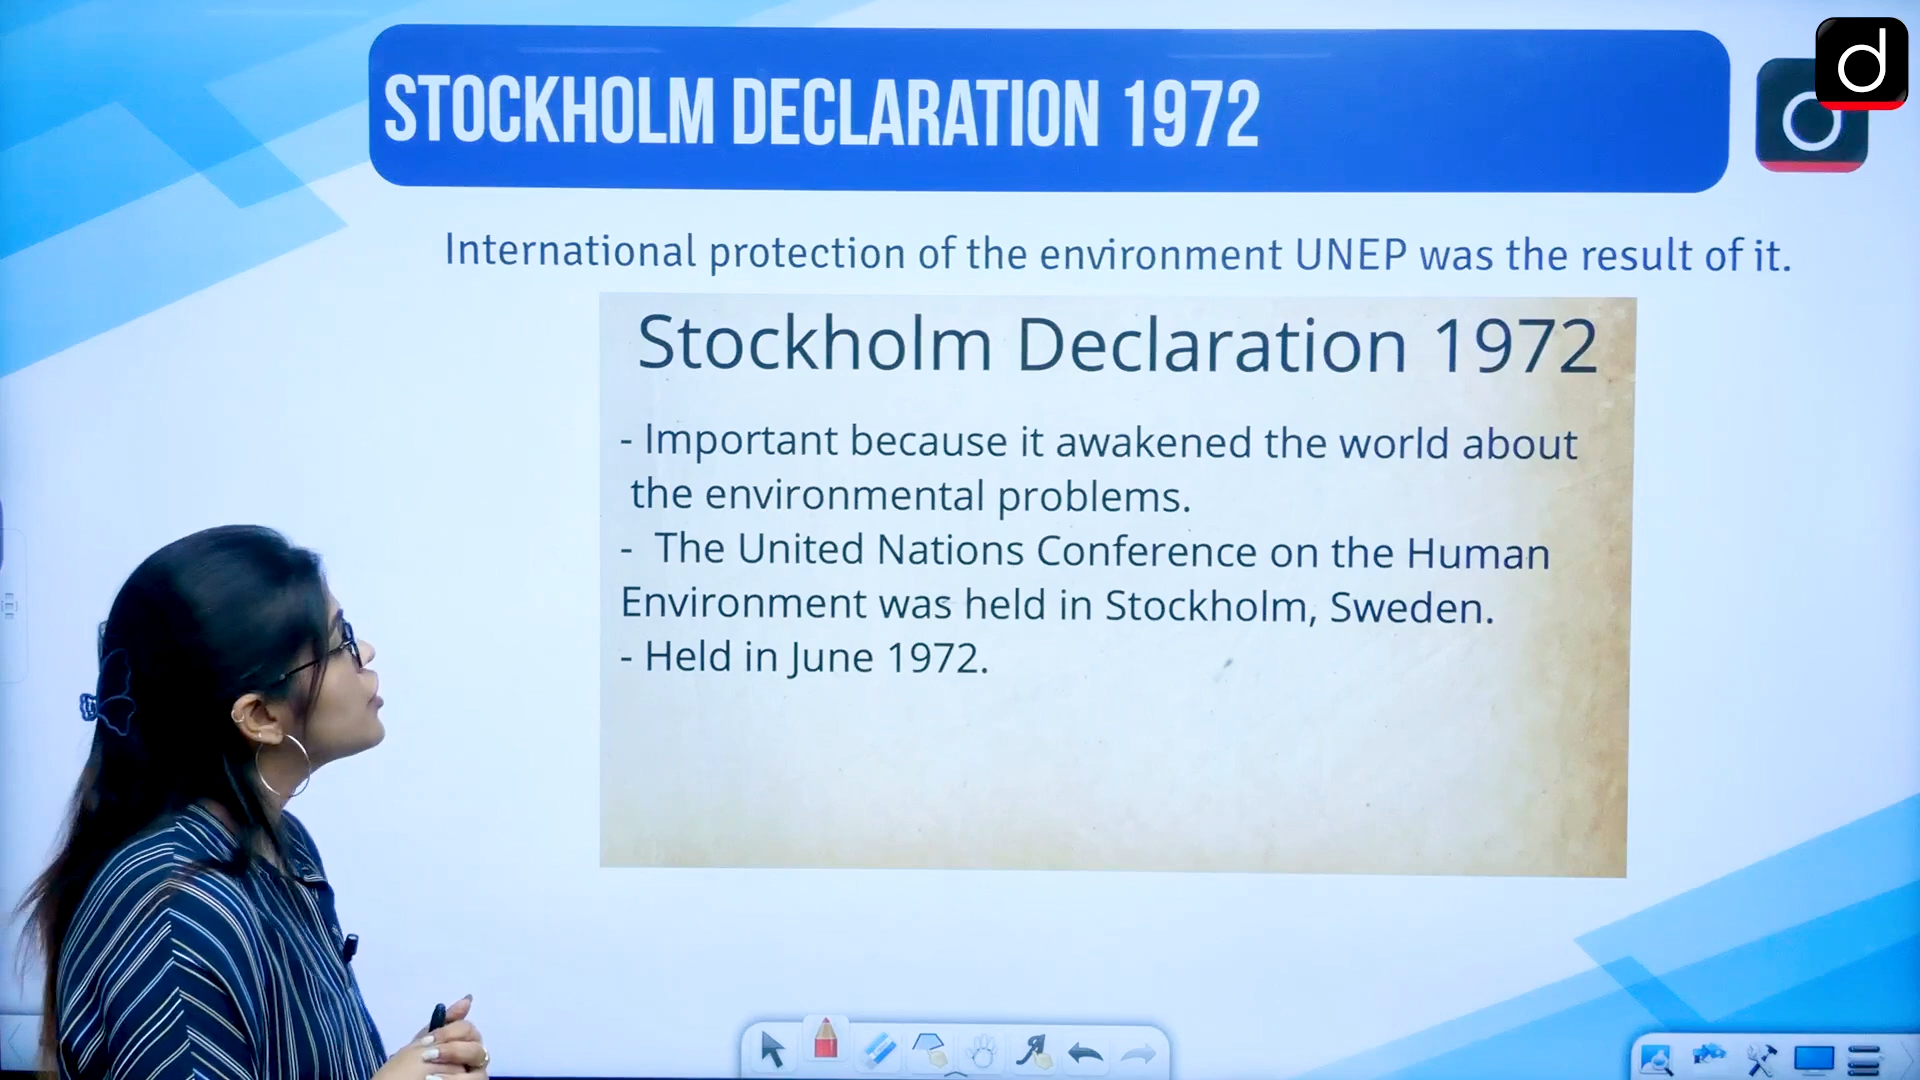 STOCKHOLM DECLARATION 1972
d
International protection of the environment UNEP was the result of it.
Stockholm Declaration 1972
- Important because it awakened the world about
the environmental problems.
- The United Nations Conference on the Human
Environment was held in Stockholm, Sweden.
- Held in June 1972.